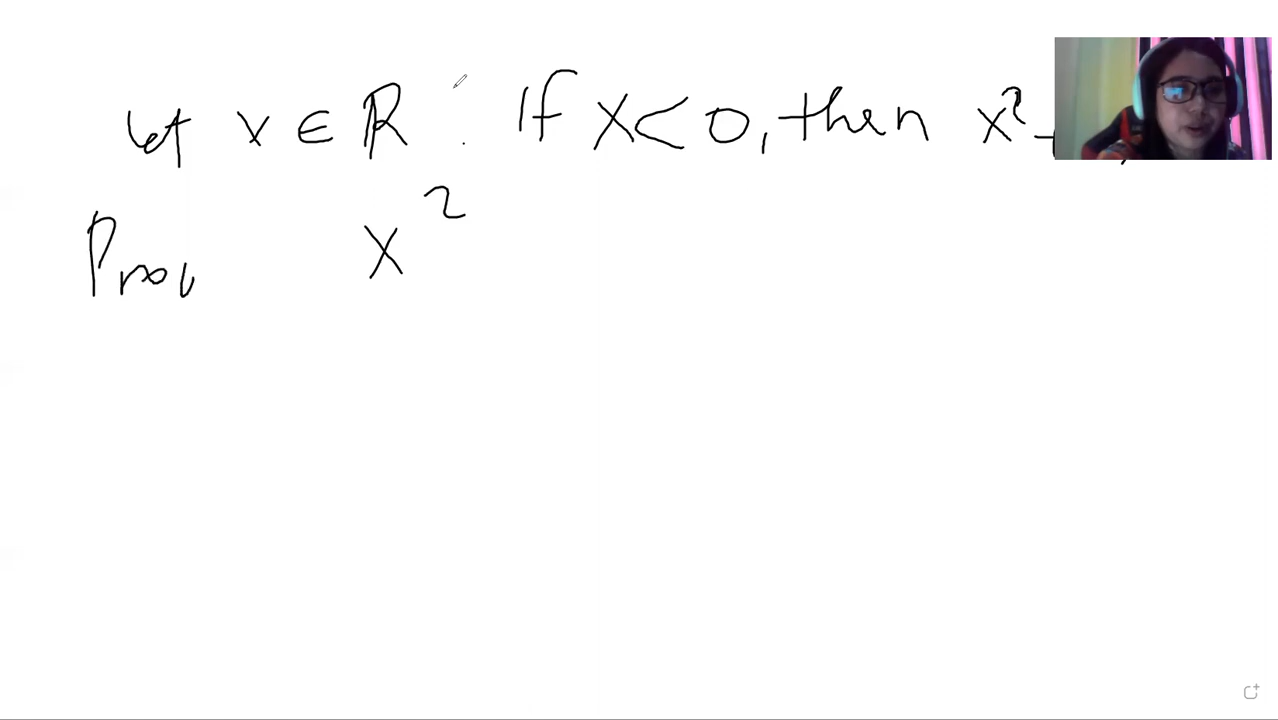 let x ∈ ℝ. If x < 0, then x²
Proo x²